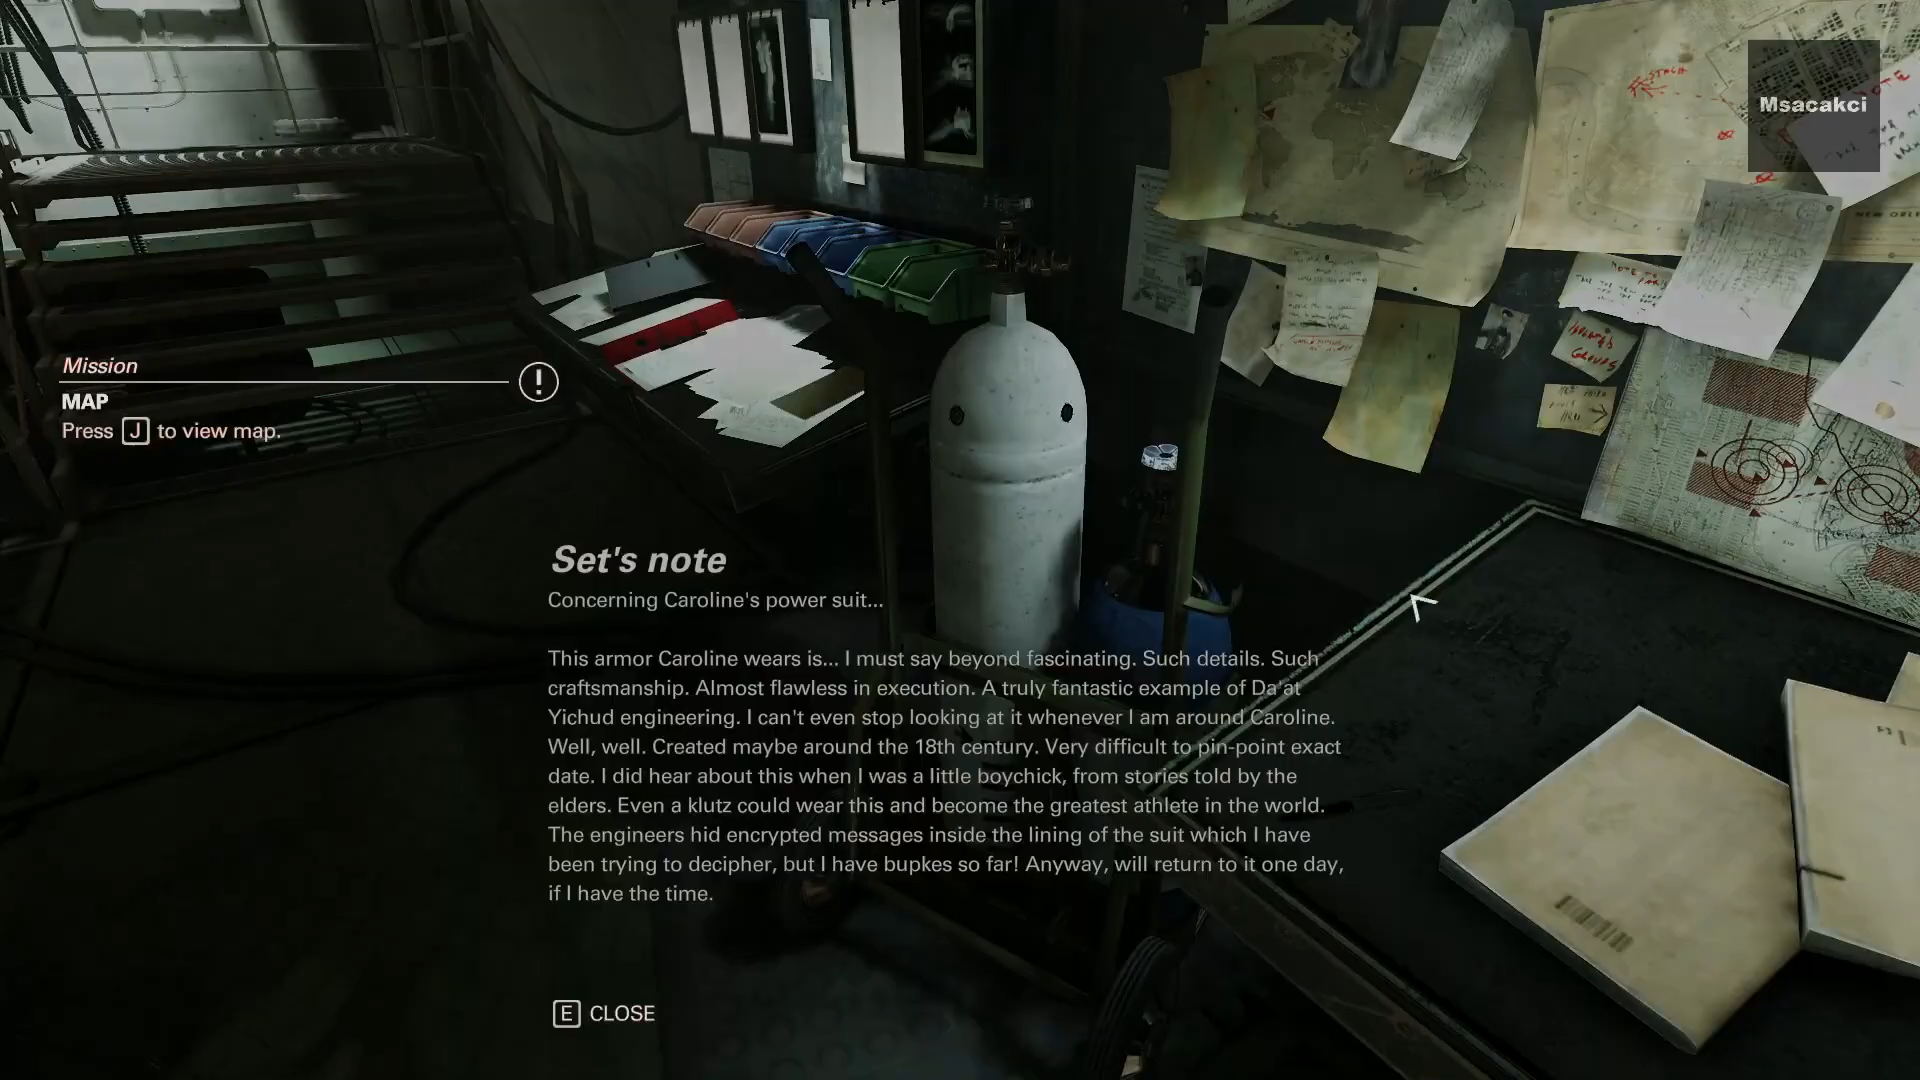 Msacakci
Mission
MAP
Press J to view map.
Set's note
Concerning Caroline's power suit...
This armor Caroline wears is... I must say beyond fascinating. Such details. Such
craftsmanship. Almost flawless in execution. A truly fantastic example of Da'at
Yichud engineering. I can't even stop looking at it whenever I am around Caroline.
Well, well. Created maybe around the 18th century. Very difficult to pin-point exact
date. I did hear about this when I was a little boychick, from stories told by the
elders. Even a klutz could wear this and become the greatest athlete in the world.
The engineers hid encrypted messages inside the lining of the suit which I have
been trying to decipher, but I have bupkes so far! Anyway, will return to it one day,
if I have the time.
E CLOSE